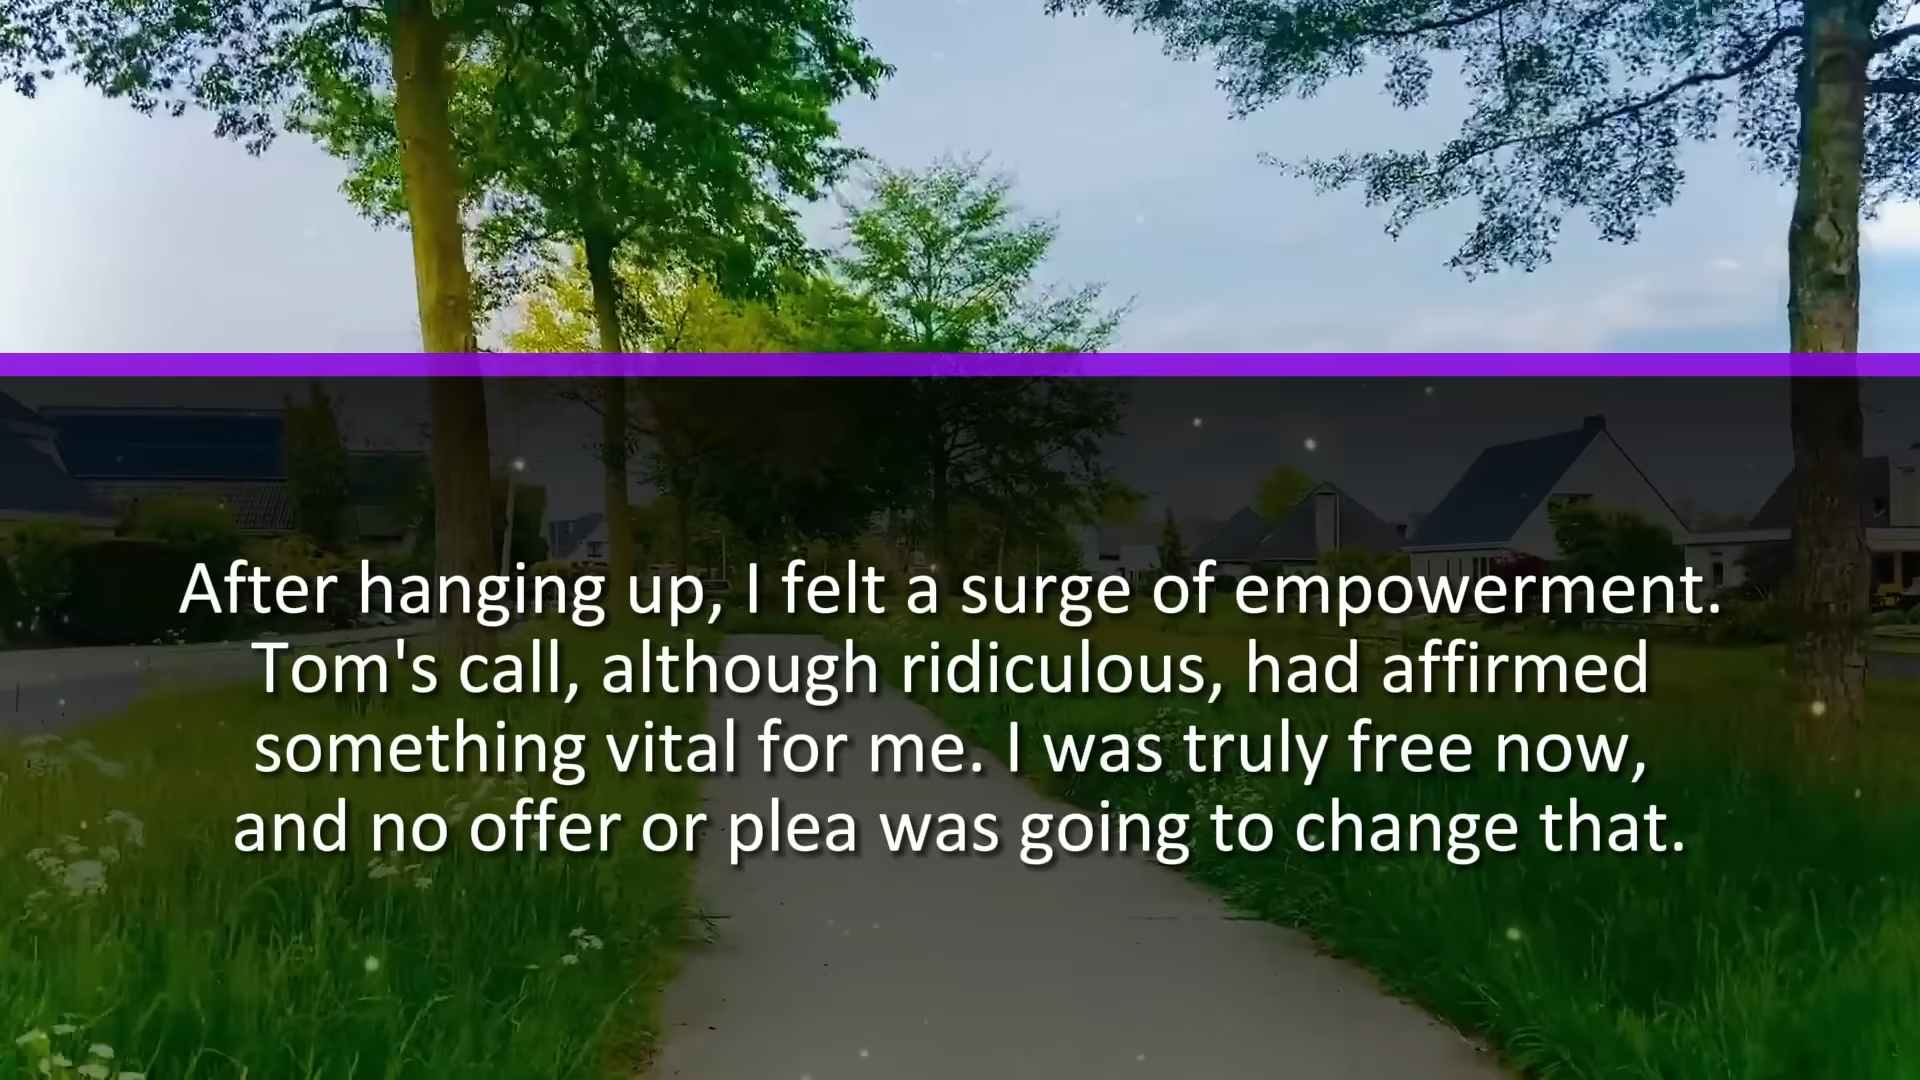 After hanging up, I felt a surge of empowerment.
Tom's call, although ridiculous, had affirmed
something vital for me. I was truly free now,
and no offer or plea was going to change that.